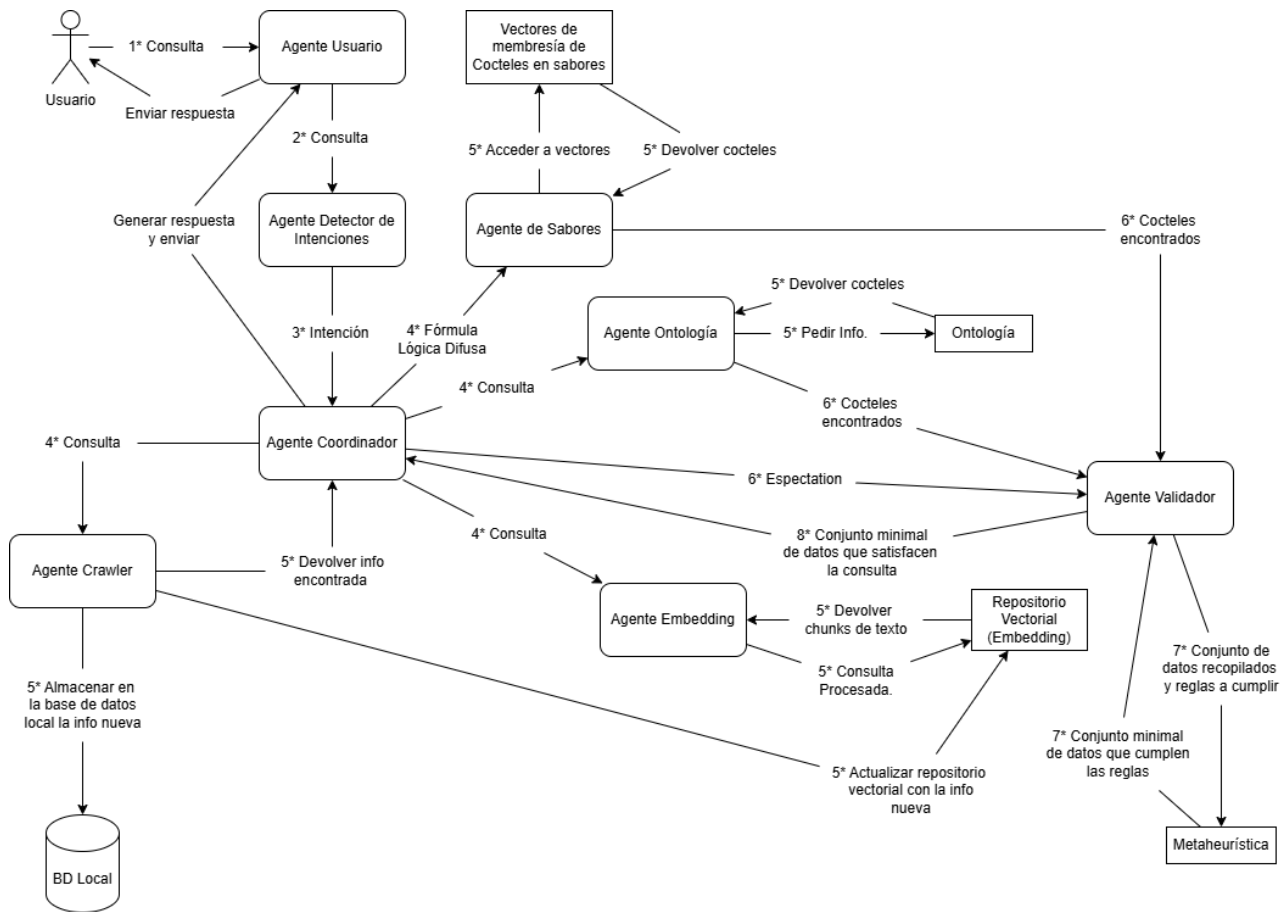 1* Consulta
Agente Usuario
Vectores de
membresía de
Cocteles en sabores
Usuario
Enviar respuesta
2* Consulta
5* Acceder a vectores
5* Devolver cocteles
Generar respuesta
y enviar
Agente Detector de
Intenciones
Agente de Sabores
6* Cocteles
encontrados
5* Devolver cocteles
3* Intención
4* Fórmula
Lógica Difusa
Agente Ontología
5* Pedir Info.
Ontología
4* Consulta
6* Cocteles
encontrados
4* Consulta
Agente Coordinador
6* Espectation
Agente Validador
4* Consulta
8* Conjunto minimal
de datos que satisfacen
la consulta
Agente Crawler
5* Devolver info
encontrada
Agente Embedding
5* Devolver
chunks de texto
Repositorio
Vectorial
(Embedding)
5* Consulta
Procesada.
7* Conjunto de
datos recopilados
y reglas a cumplir
5* Almacenar en
la base de datos
local la info nueva
7* Conjunto minimal
de datos que cumplen
las reglas
5* Actualizar repositorio
vectorial con la info
nueva
Metaheurística
BD Local